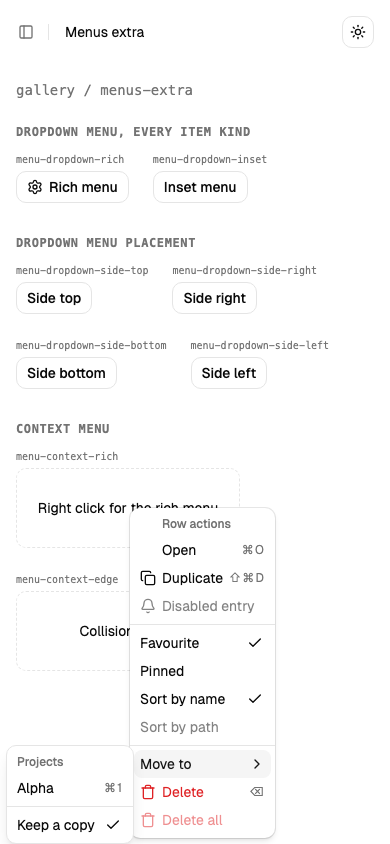 Menus extra
gallery / menus-extra
DROPDOWN MENU, EVERY ITEM KIND
menu-dropdown-rich menu-dropdown-inset
Rich menu Inset menu
DROPDOWN MENU PLACEMENT
menu-dropdown-side-top menu-dropdown-side-right
Side top Side right
menu-dropdown-side-bottom menu-dropdown-side-left
Side bottom Side left
CONTEXT MENU
menu-context-rich
Right click for the rich menu
menu-context-edge
Collision
Row actions
Open ⌘O
Duplicate ⇧⌘D
Disabled entry
Favourite
Pinned
Sort by name
Sort by path
Move to
Delete ⌫
Delete all
Projects
Alpha ⌘1
Keep a copy